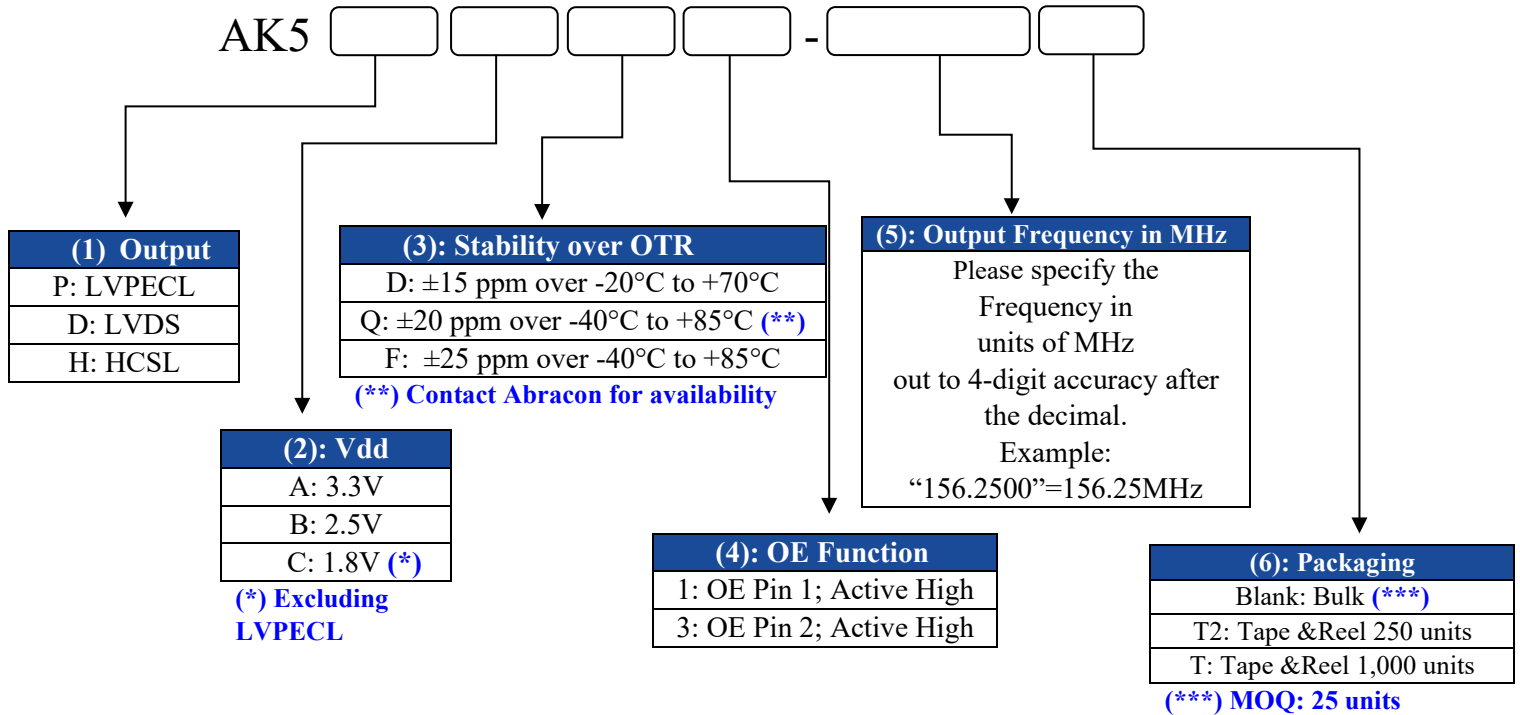 AK5 -
(1) Output
P: LVPECL
D: LVDS
H: HCSL
(2): Vdd
A: 3.3V
B: 2.5V
C: 1.8V (*)
(*) Excluding
LVPECL
(3): Stability over OTR
D: ±15 ppm over -20°C to +70°C
Q: ±20 ppm over -40°C to +85°C (**)
F: ±25 ppm over -40°C to +85°C
(**) Contact Abracon for availability
(4): OE Function
1: OE Pin 1; Active High
3: OE Pin 2; Active High
(5): Output Frequency in MHz
Please specify the
Frequency in
units of MHz
out to 4-digit accuracy after
the decimal.
Example:
“156.2500”=156.25MHz
(6): Packaging
Blank: Bulk (***)
T2: Tape &Reel 250 units
T: Tape &Reel 1,000 units
(***) MOQ: 25 units